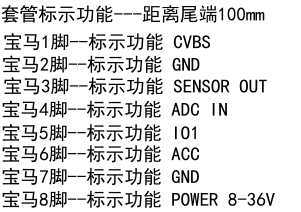 套管标示功能---距离尾端100mm
宝马1脚--标示功能 CVBS
宝马2脚--标示功能 GND
宝马3脚--标示功能 SENSOR OUT
宝马4脚--标示功能 ADC IN
宝马5脚--标示功能 IO1
宝马6脚--标示功能 ACC
宝马7脚--标示功能 GND
宝马8脚--标示功能 POWER 8-36V